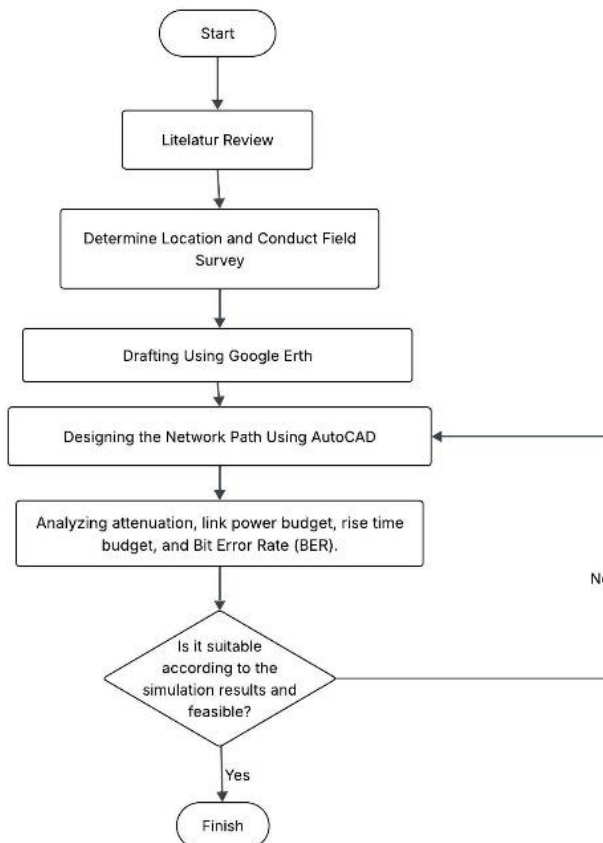 Start
Litelatur Review
Determine Location and Conduct Field
Survey
Drafting Using Google Erth
Designing the Network Path Using AutoCAD
Analyzing attenuation, link power budget, rise time
budget, and Bit Error Rate (BER).
Is it suitable
according to the
simulation results and
feasible?
Yes
Finish